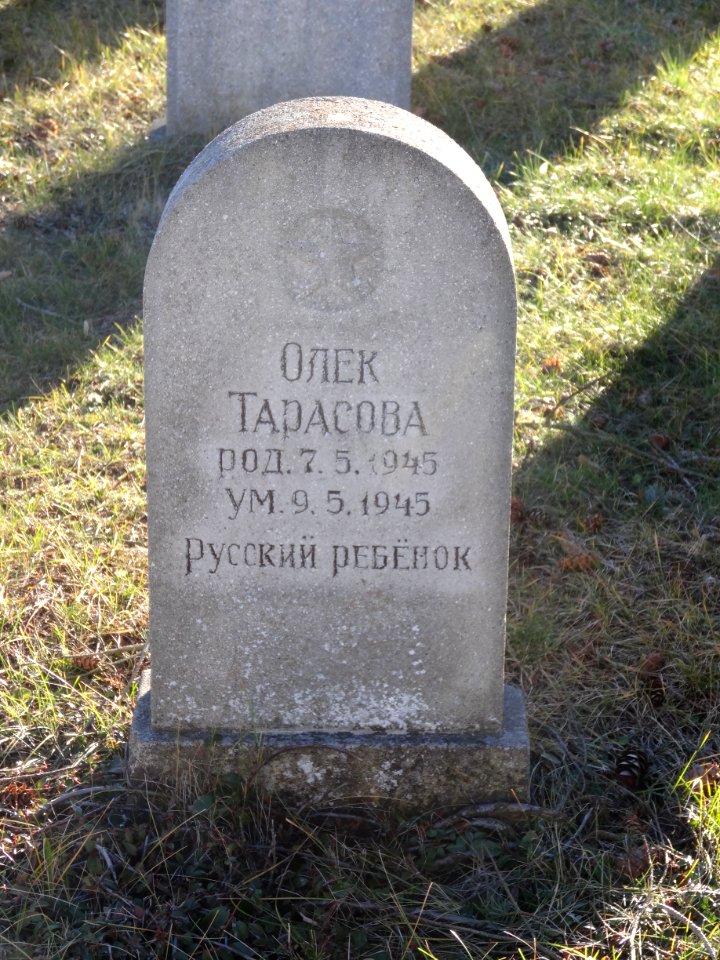 Олек
Тарасова
род. 7. 5. 1945
ум. 9. 5. 1945
Русский ребёнок